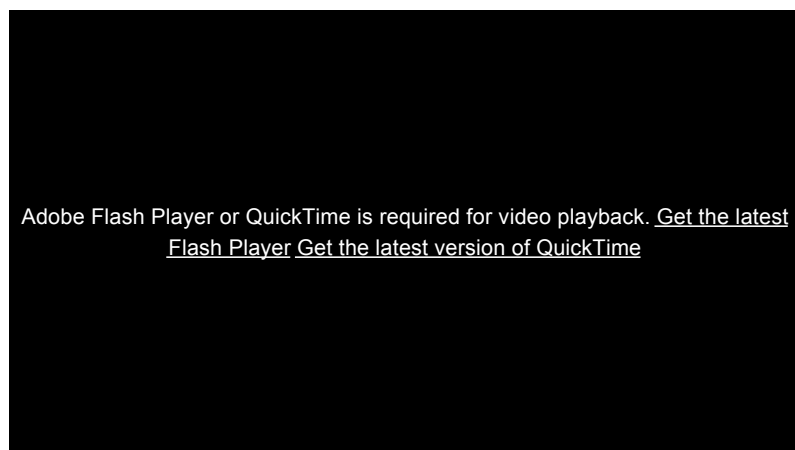 Adobe Flash Player or QuickTime is required for video playback. Get the latest
Flash Player Get the latest version of QuickTime